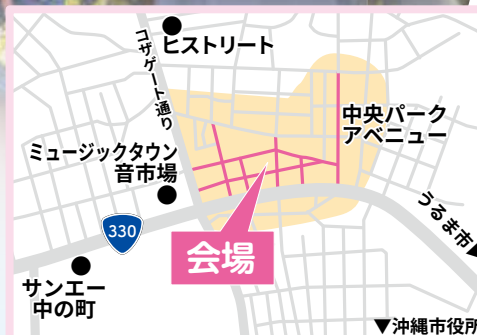 ヒストリート
コザゲート通り
中央パーク
アベニュー
ミュージックタウン
音市場
うるま市▶
330
会場
サンエー
中の町
▼沖縄市役所